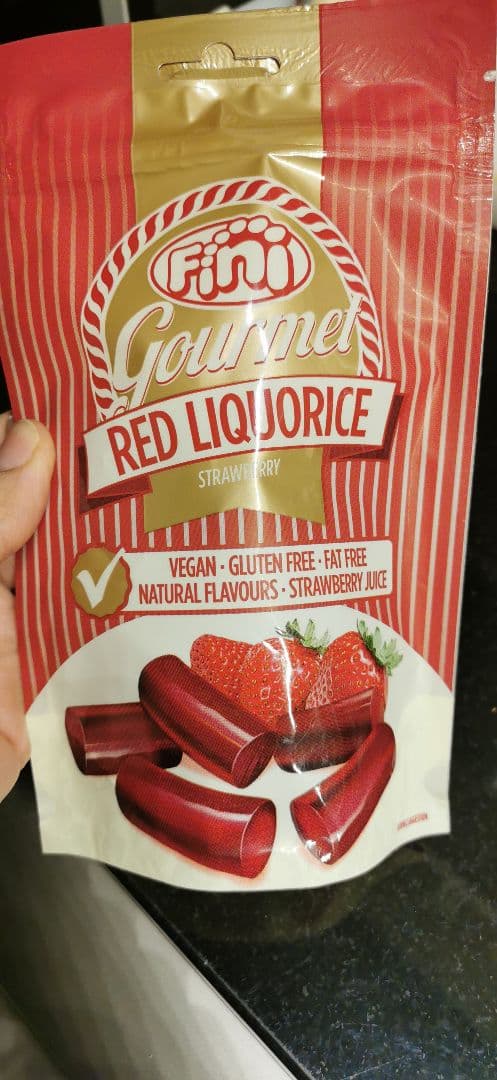 Fini
Gourmet
RED LIQUORICE
STRAWBERRY
VEGAN · GLUTEN FREE · FAT FREE
NATURAL FLAVOURS · STRAWBERRY JUICE